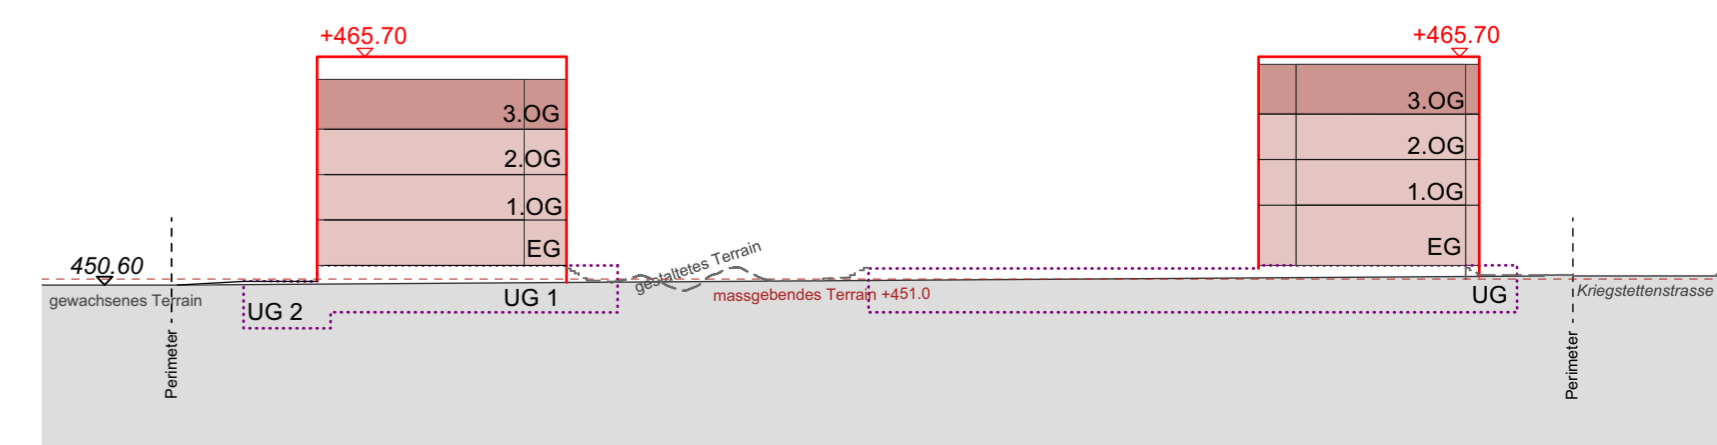 +465.70
+465.70
3.OG
3.OG
2.OG
2.OG
1.OG
1.OG
EG
EG
450.60
gestaltetes Terrain
gewachsenes Terrain
UG 1
massgebendes Terrain +451.0
UG
Kriegstettenstrasse
UG 2
Perimeter
Perimeter